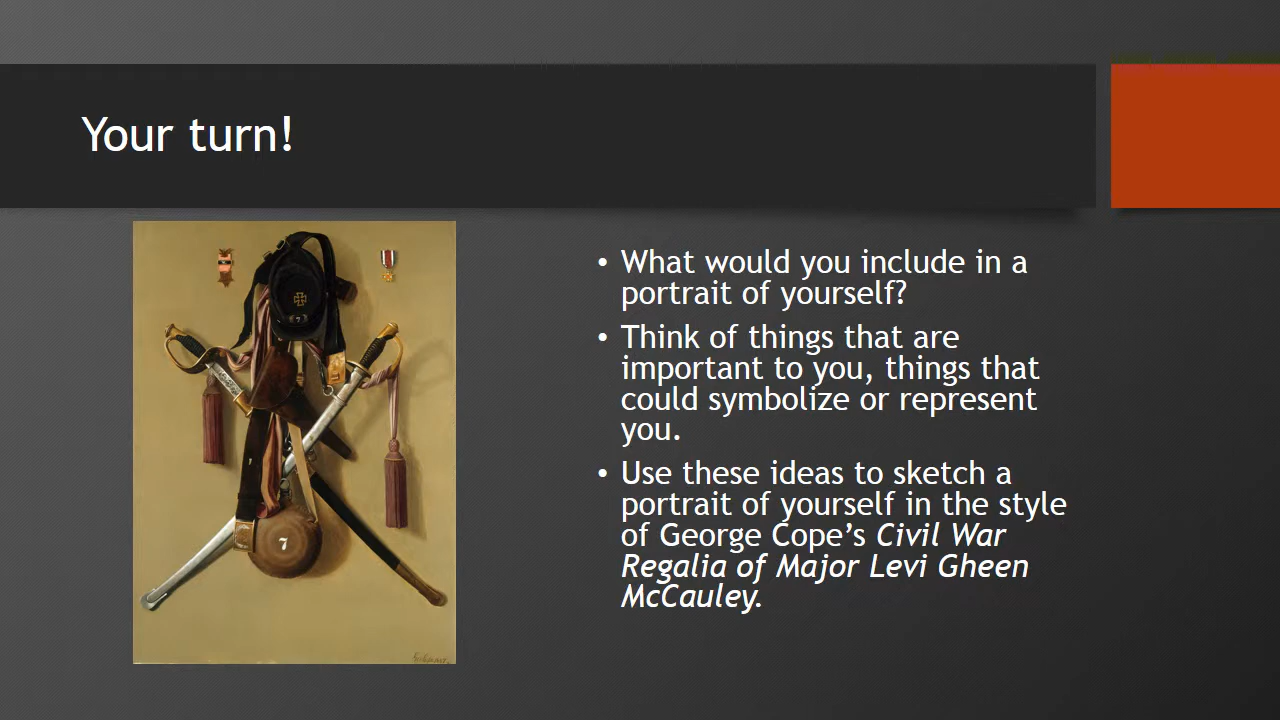 Your turn!
7
• What would you include in a
portrait of yourself?
• Think of things that are
important to you, things that
could symbolize or represent
you.
• Use these ideas to sketch a
portrait of yourself in the style
of George Cope’s Civil War
Regalia of Major Levi Gheen
McCauley.